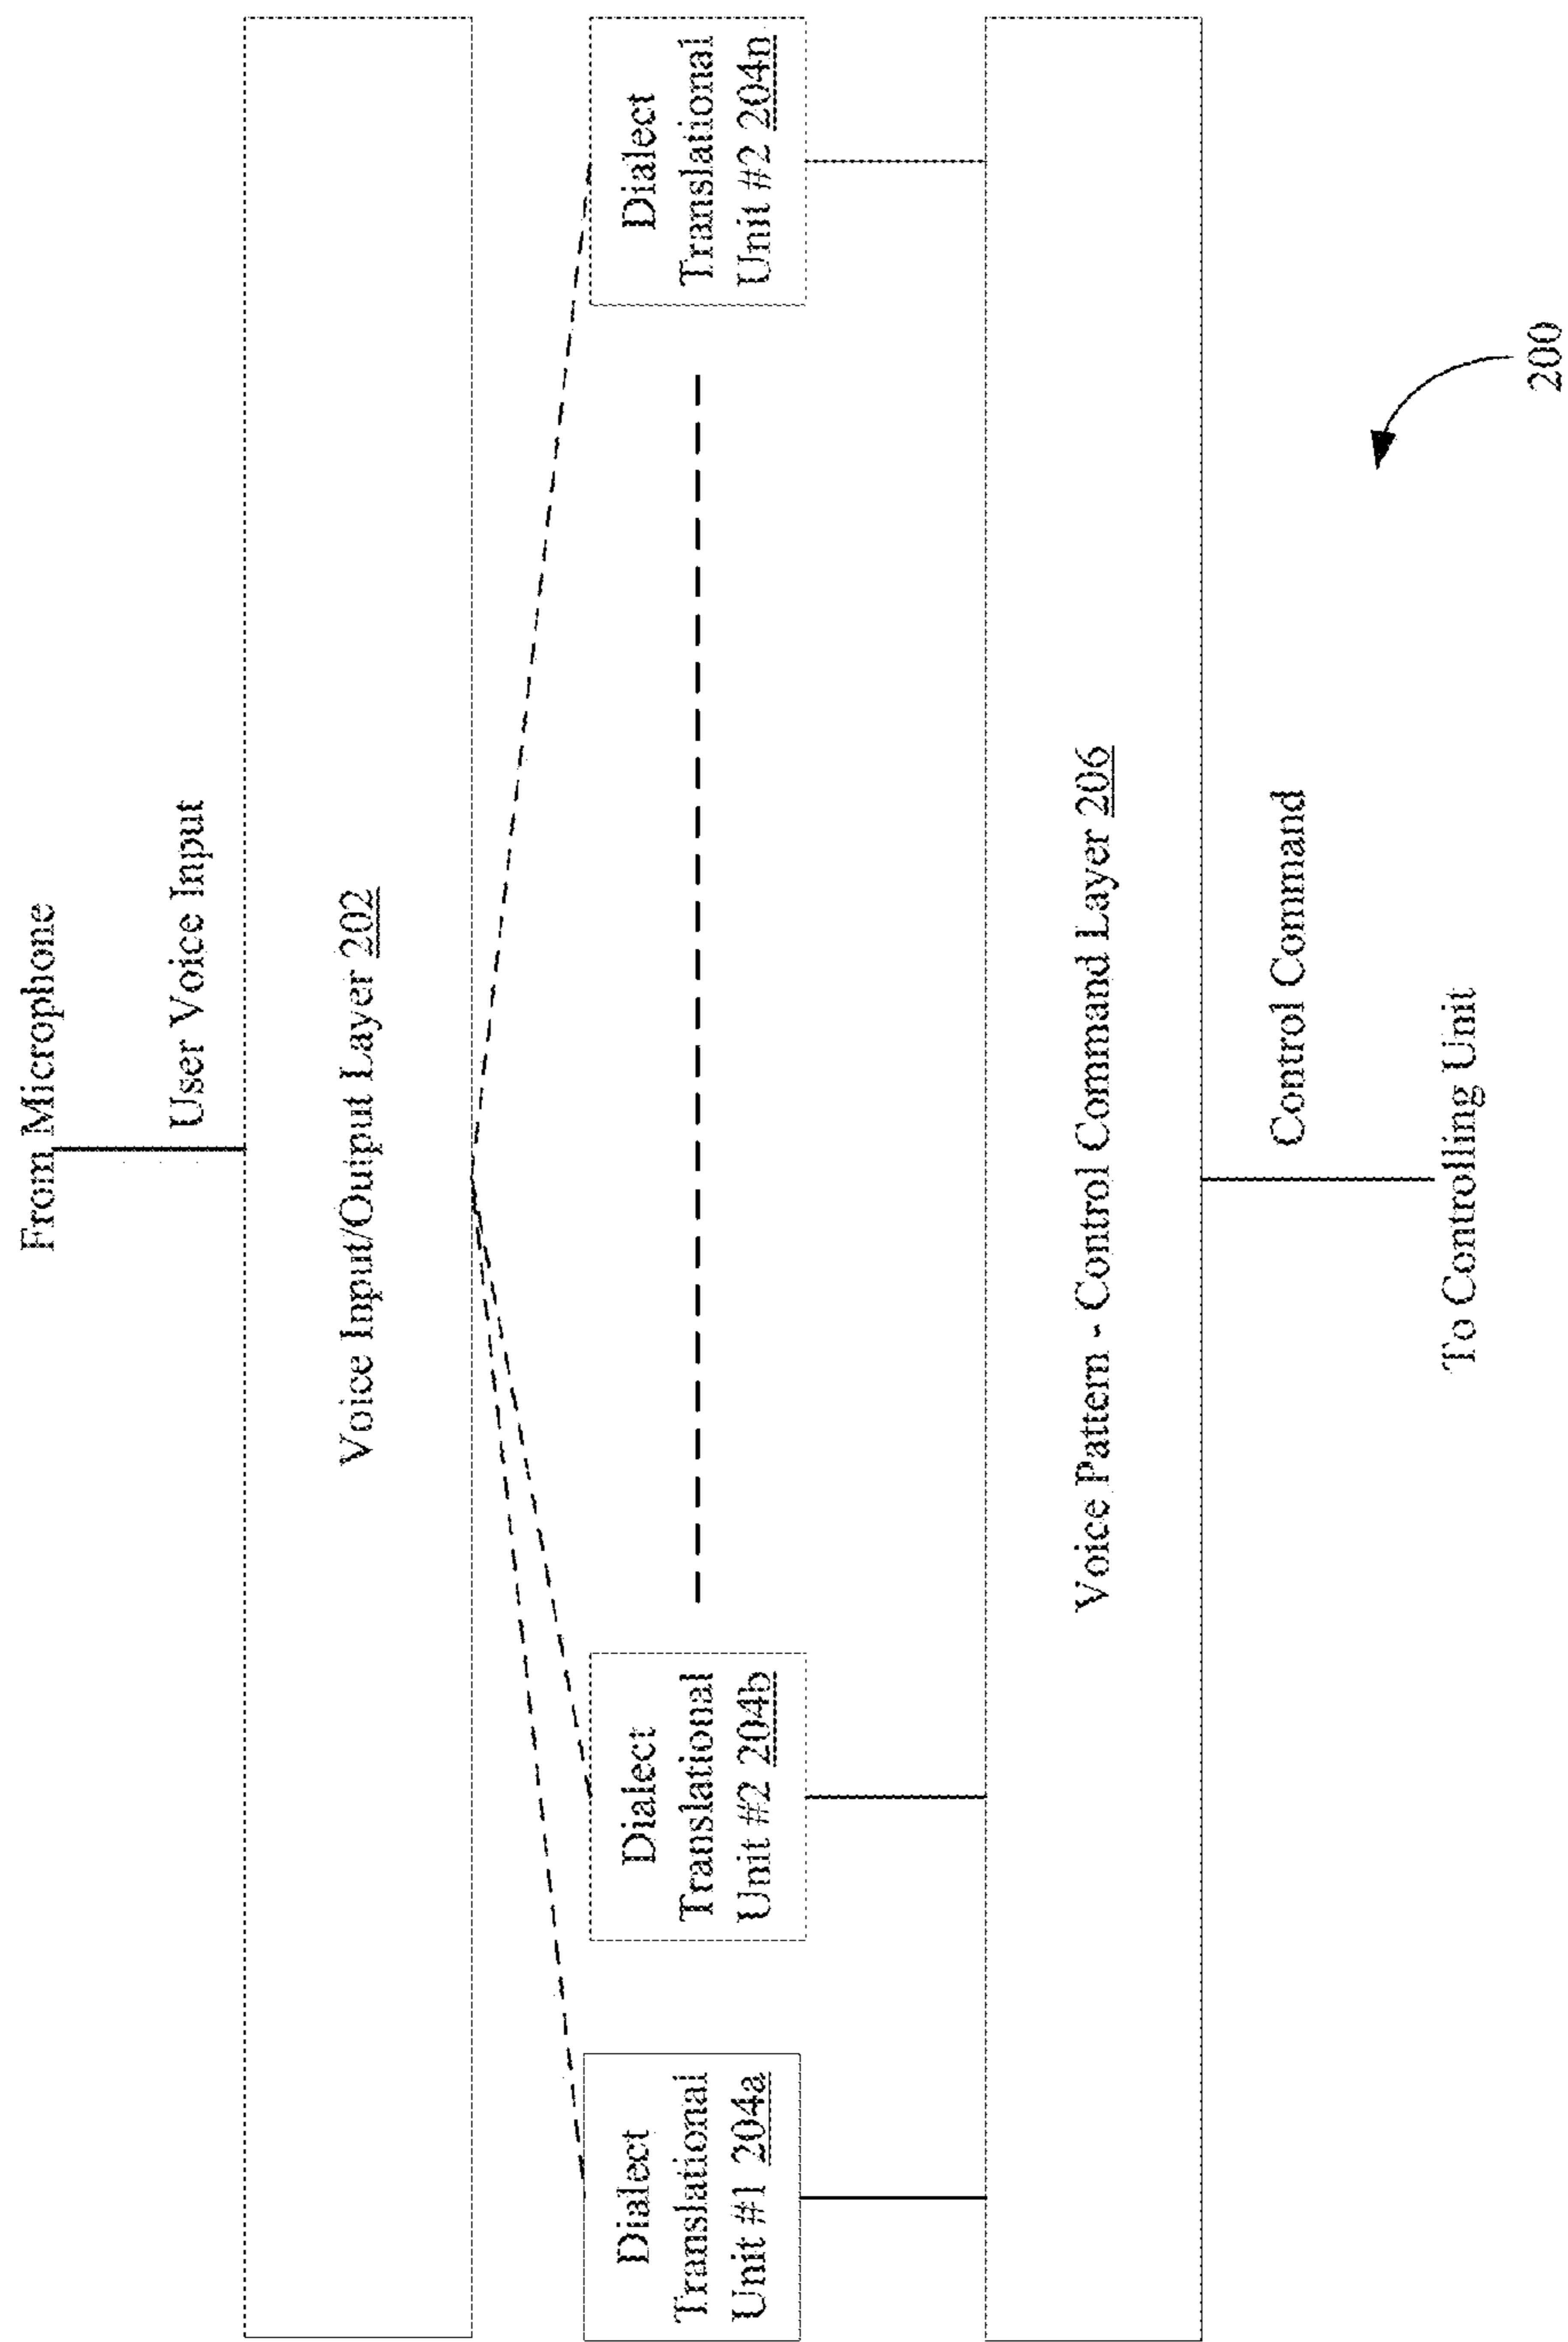 From Microphone
User Voice Input
Voice Input/Output Layer 202
Dialect
Translational
Unit #1 204a
Dialect
Translational
Unit #2 204b
Dialect
Translational
Unit #2 204n
Voice Pattern - Control Command Layer 206
Control Command
To Controlling Unit
200